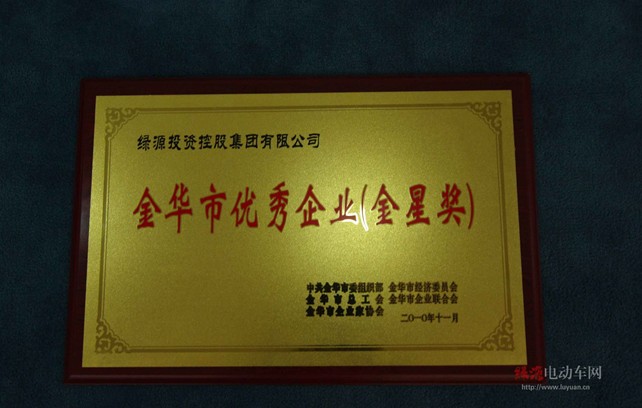 绿源投资控股集团有限公司
金华市优秀企业(金星奖)
中共金华市委组织部 金华市经济委员会
金华市总工会 金华市企业联合会
金华市企业家协会 二〇一〇年十一月
绿源电动车网
http://www.luyuan.cn